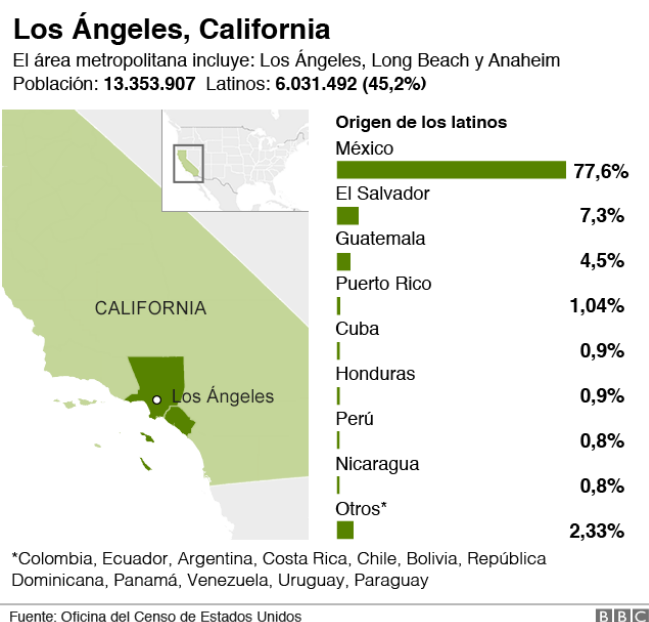 Los Ángeles, California
El área metropolitana incluye: Los Ángeles, Long Beach y Anaheim
Población: 13.353.907 Latinos: 6.031.492 (45,2%)
CALIFORNIA
Los Ángeles
Origen de los latinos
México
77,6%
El Salvador
7,3%
Guatemala
4,5%
Puerto Rico
1,04%
Cuba
0,9%
Honduras
0,9%
Perú
0,8%
Nicaragua
0,8%
Otros*
2,33%
*Colombia, Ecuador, Argentina, Costa Rica, Chile, Bolivia, República
Dominicana, Panamá, Venezuela, Uruguay, Paraguay
Fuente: Oficina del Censo de Estados Unidos
BBC